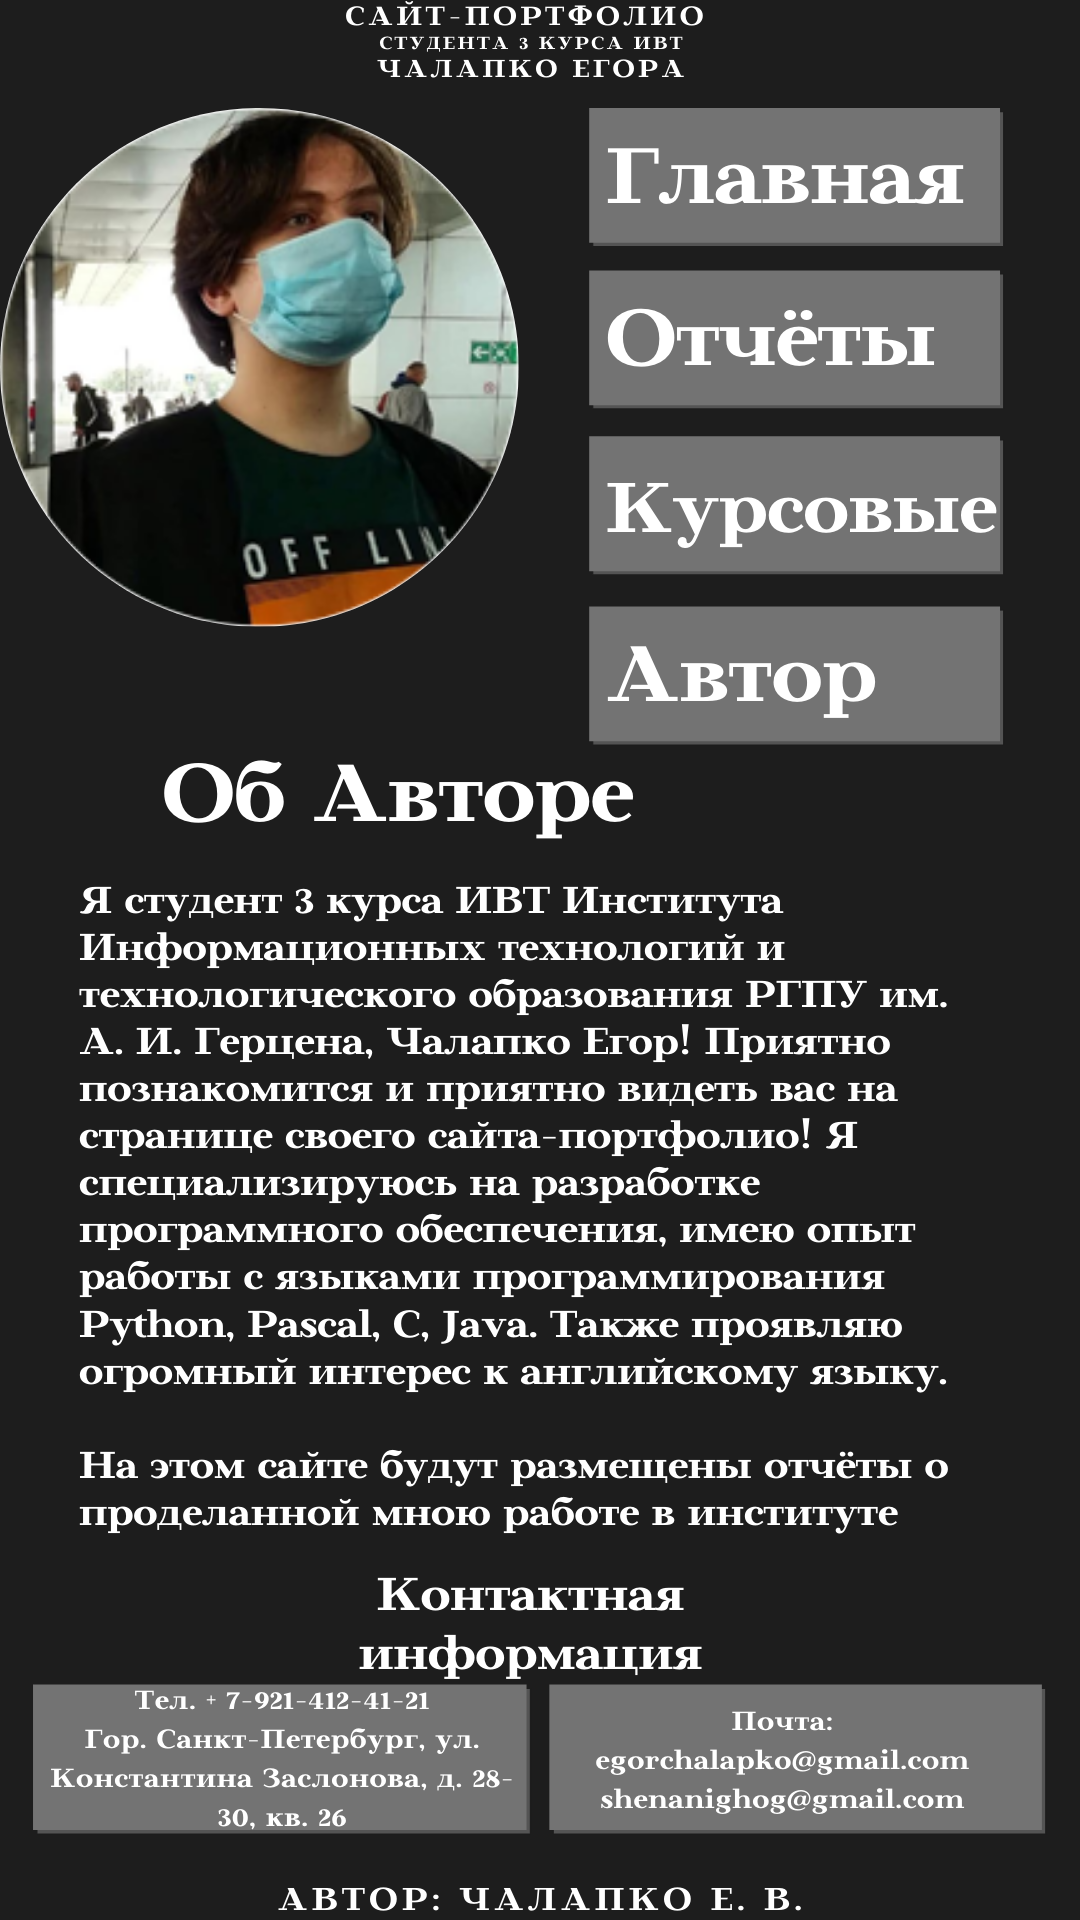 САЙТ-ПОРТФОЛИО
СТУДЕНТА 3 КУРСА ИВТ
ЧАЛАПКО ЕГОРА
Главная
Отчёты
Курсовые
Автор
OFF LINE
Об Авторе
Я студент 3 курса ИВТ Института
Информационных технологий и
технологического образования РГПУ им.
А. И. Герцена, Чалапко Егор! Приятно
познакомится и приятно видеть вас на
странице своего сайта-портфолио! Я
специализируюсь на разработке
программного обеспечения, имею опыт
работы с языками программирования
Python, Pascal, C, Java. Также проявляю
огромный интерес к английскому языку.
На этом сайте будут размещены отчёты о
проделанной мною работе в институте
Контактная
информация
Тел. + 7-921-412-41-21
Гор. Санкт-Петербург, ул.
Константина Заслонова, д. 28-
30, кв. 26
Почта:
egorchalapko@gmail.com
shenanighog@gmail.com
АВТОР: ЧАЛАПКО Е. В.